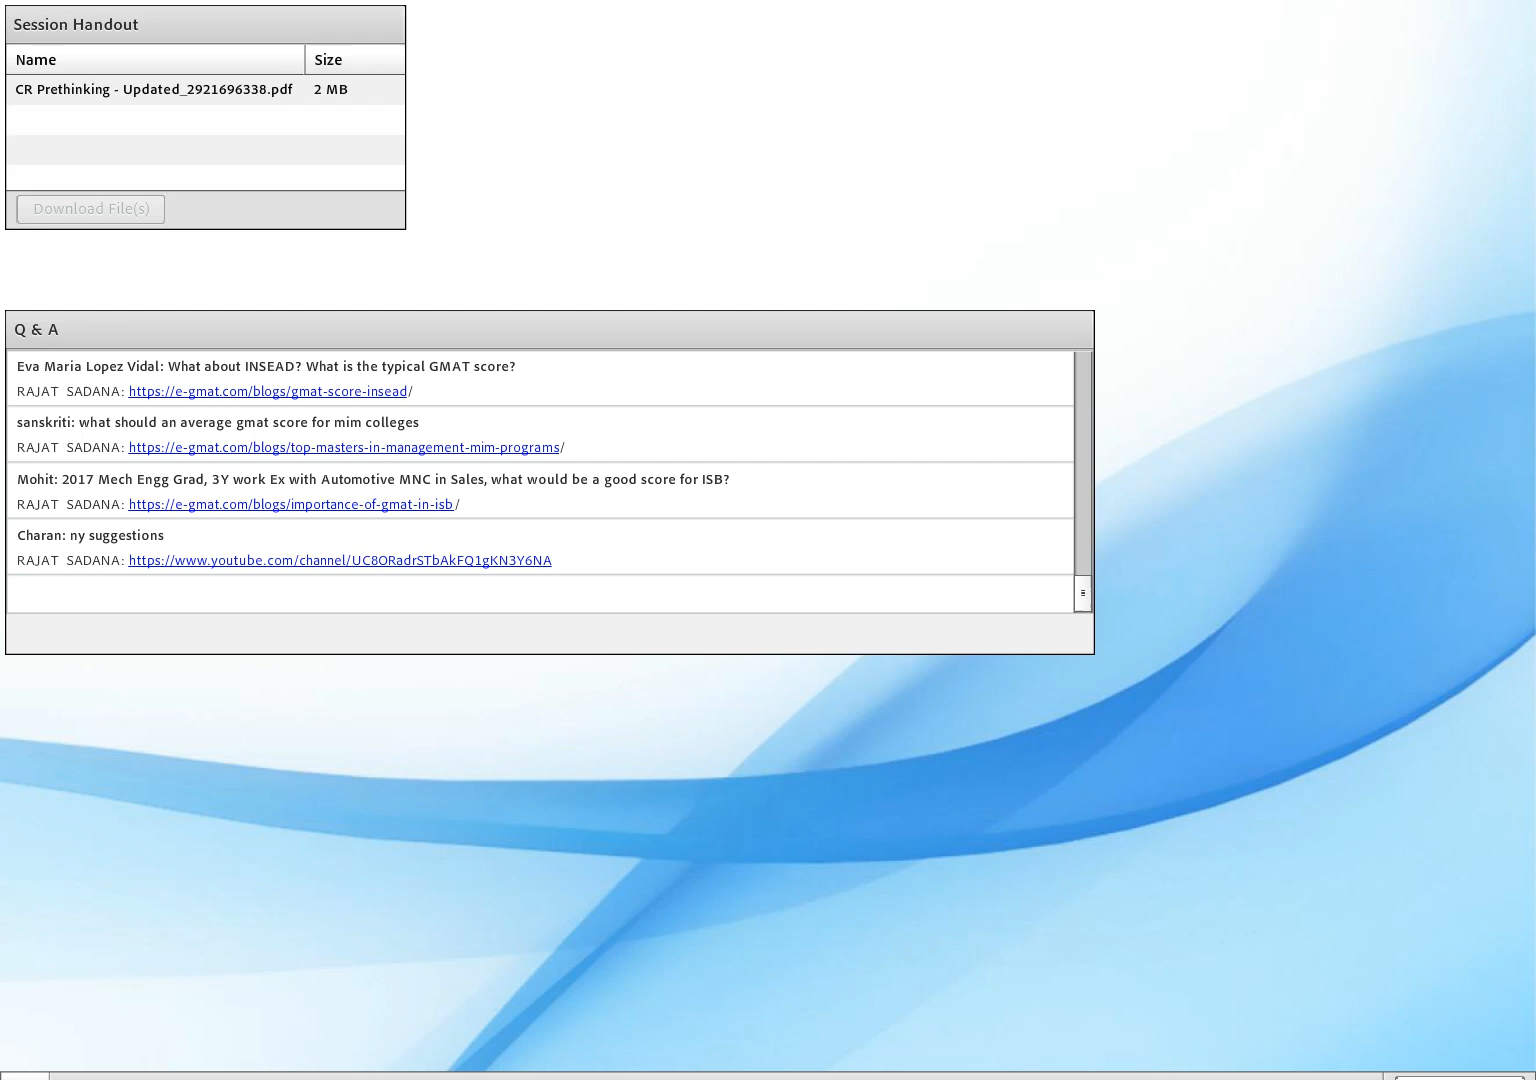 Session Handout
Name Size
CR Prethinking - Updated_2921696338.pdf 2 MB
Download File(s)
Q & A
Eva Maria Lopez Vidal: What about INSEAD? What is the typical GMAT score?
RAJAT SADANA: https://e-gmat.com/blogs/gmat-score-insead/
sanskriti: what should an average gmat score for mim colleges
RAJAT SADANA: https://e-gmat.com/blogs/top-masters-in-management-mim-programs/
Mohit: 2017 Mech Engg Grad, 3Y work Ex with Automotive MNC in Sales, what would be a good score for ISB?
RAJAT SADANA: https://e-gmat.com/blogs/importance-of-gmat-in-isb /
Charan: ny suggestions
RAJAT SADANA: https://www.youtube.com/channel/UC8ORadrSTbAkFQ1gKN3Y6NA